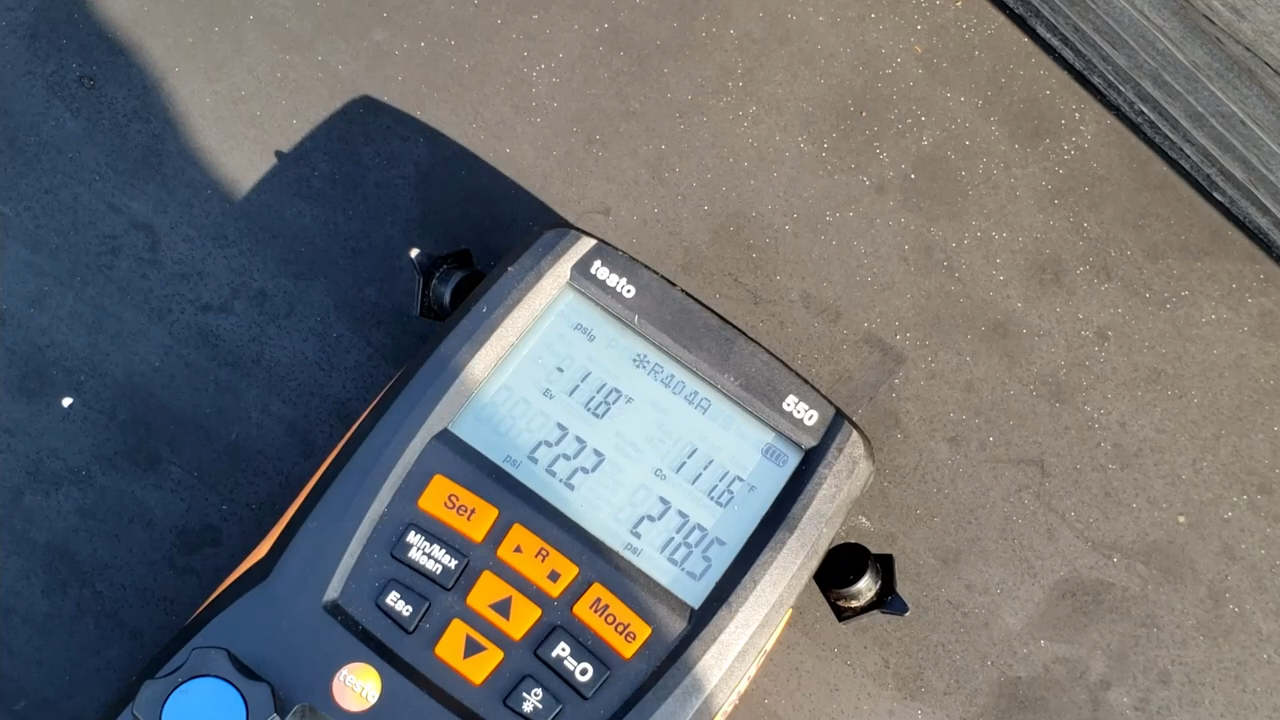 testo
550
psig
R404A
-11.8°F
Ev
111.6°F
Co
22.2
psi
278.5
psi
Set
R
Min/Max
Mean
Mode
Esc
P=0
testo